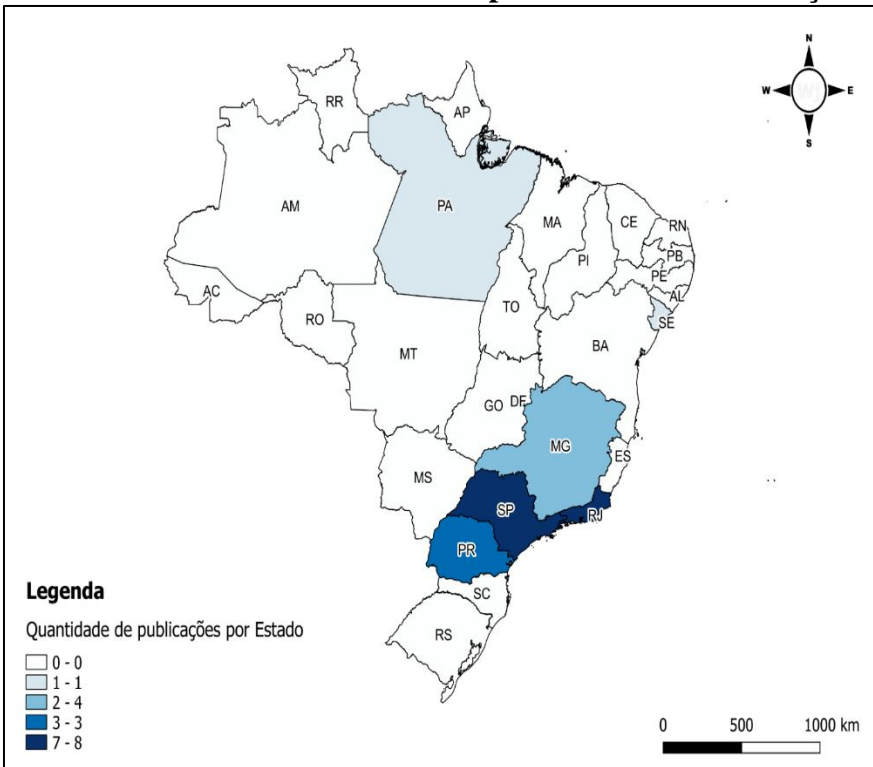 N
W
E
S
RR
AP
AM
PA
MA
CE
RN
PB
PI
PE
AL
AC
SE
RO
TO
BA
MT
GO
DF
MG
ES
MS
SP
RJ
PR
SC
RS
Legenda
Quantidade de publicações por Estado
0 - 0
1 - 1
2 - 4
3 - 3
7 - 8
0 500 1000 km